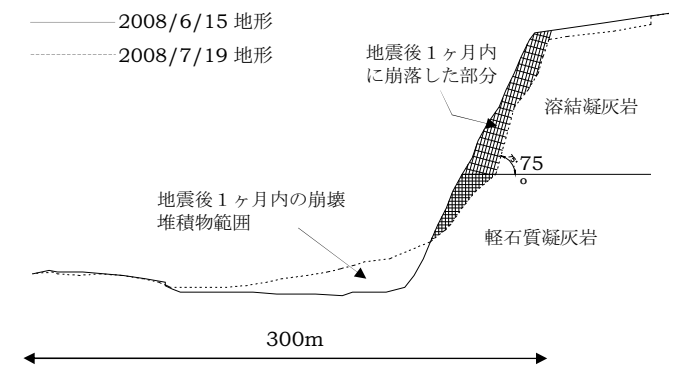 2008/6/15 地形
2008/7/19 地形
地震後１ヶ月内
に崩落した部分
溶結凝灰岩
75
°
地震後１ヶ月内の崩壊
堆積物範囲
軽石質凝灰岩
300m